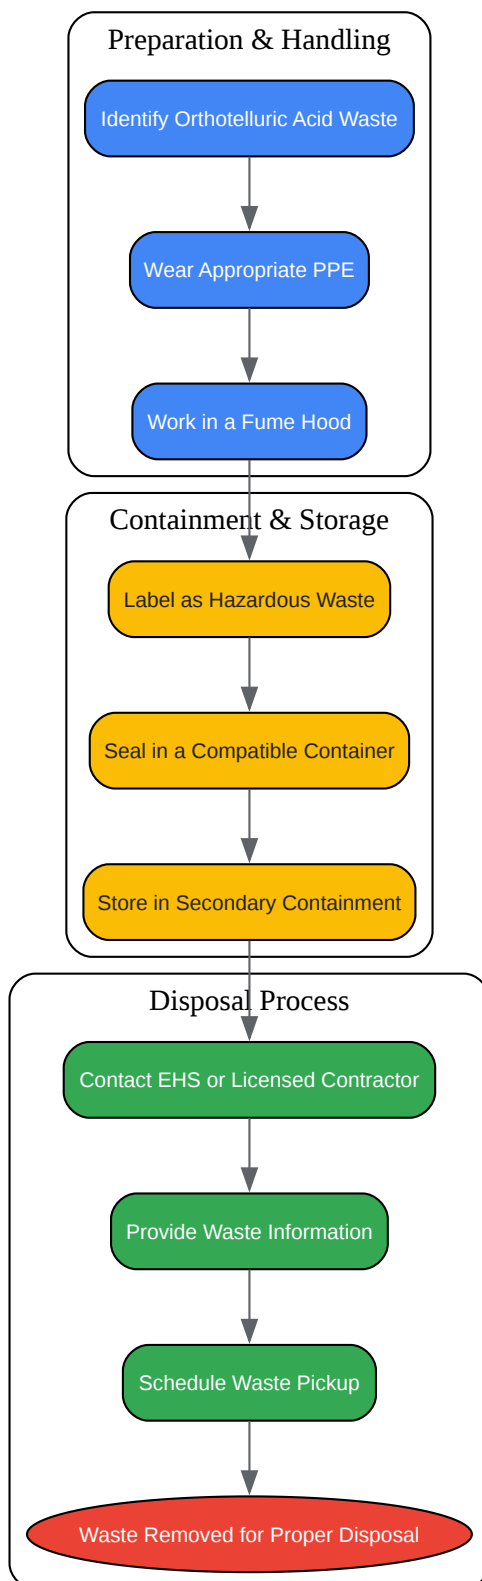 Preparation & Handling
Identify Orthotelluric Acid Waste
Wear Appropriate PPE
Work in a Fume Hood
Containment & Storage
Label as Hazardous Waste
Seal in a Compatible Container
Store in Secondary Containment
Disposal Process
Contact EHS or Licensed Contractor
Provide Waste Information
Schedule Waste Pickup
Waste Removed for Proper Disposal